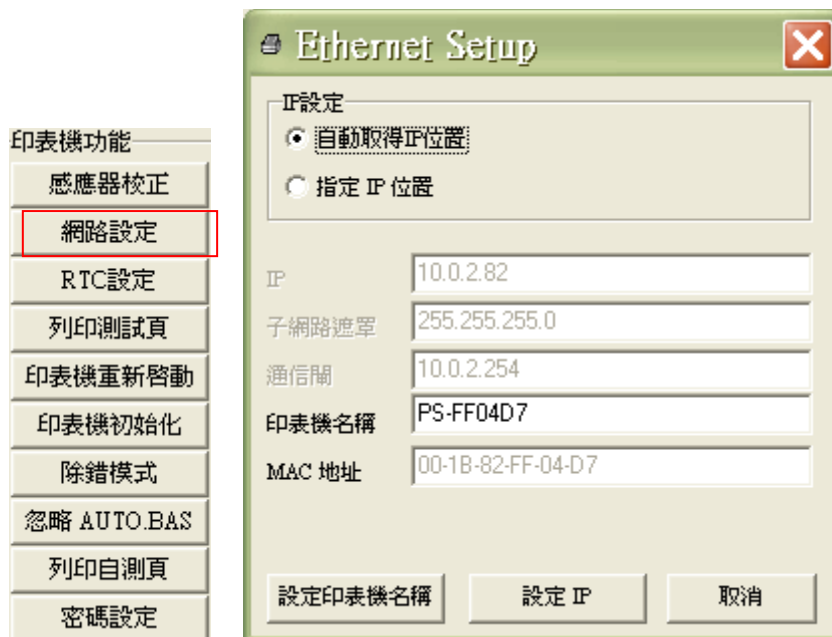 印表機功能
感應器校正
網路設定
RTC設定
列印測試頁
印表機重新啓動
印表機初始化
除錯模式
忽略 AUTO.BAS
列印自測頁
密碼設定
Ethernet Setup
IP設定
自動取得IP位置
指定 IP 位置
IP 10.0.2.82
子網路遮罩 255.255.255.0
通信閘 10.0.2.254
印表機名稱 PS-FF04D7
MAC 地址 00-1B-82-FF-04-D7
設定印表機名稱 設定 IP 取消